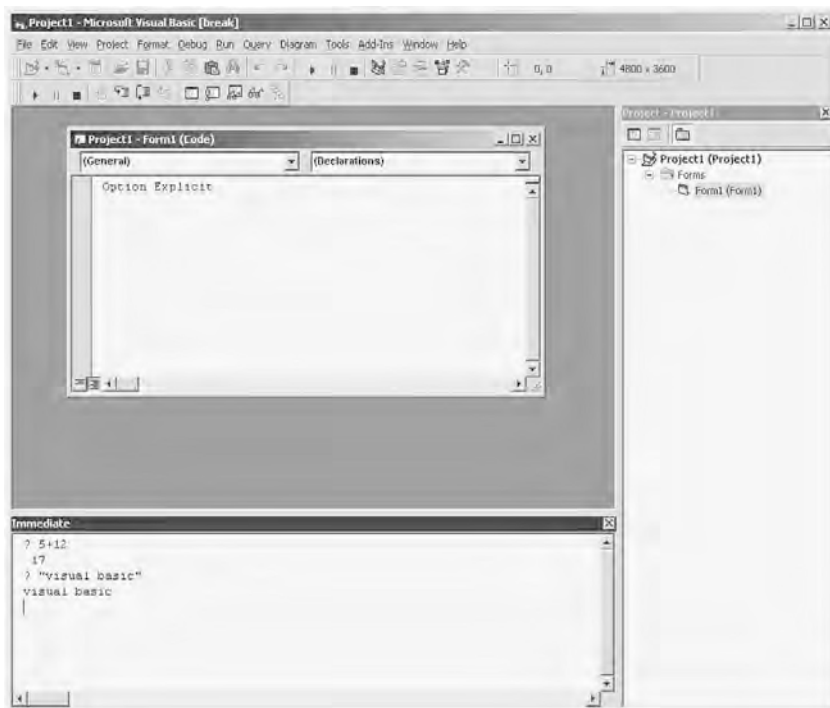 Project1 - Microsoft Visual Basic [break]
File Edit View Project Format Debug Run Query Diagram Tools Add-Ins Window Help
0, 0 4800 x 3600
Project - Project1
Project1 - Form1 (Code)
(General) (Declarations)
Option Explicit
Project1 (Project1)
Forms
Form1 (Form1)
Immediate
? 5+12
17
? "visual basic"
visual basic